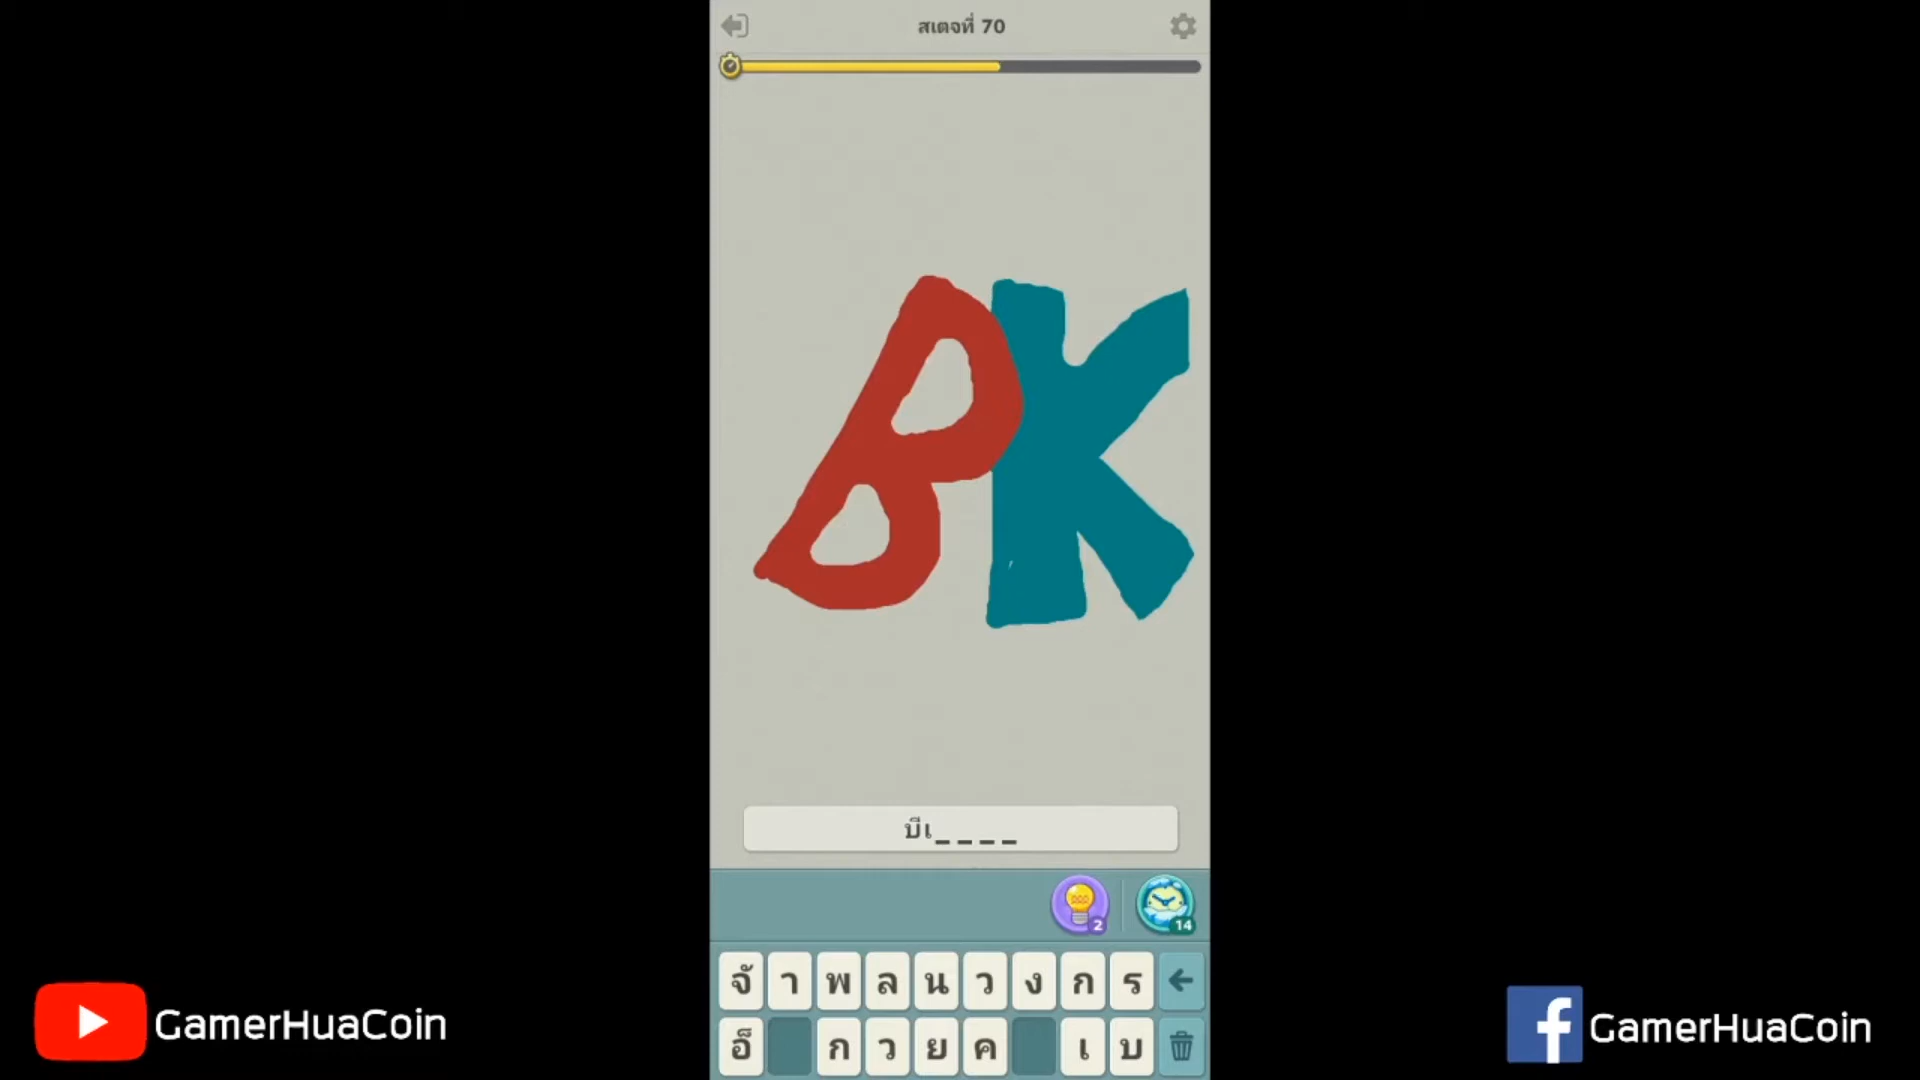 สเตจที่ 70
BK
บีเ_ _ _ _
2
14
จั า พ ล น ว ง ก ร
อ็ ก ว ย ค เ บ
GamerHuaCoin
f GamerHuaCoin